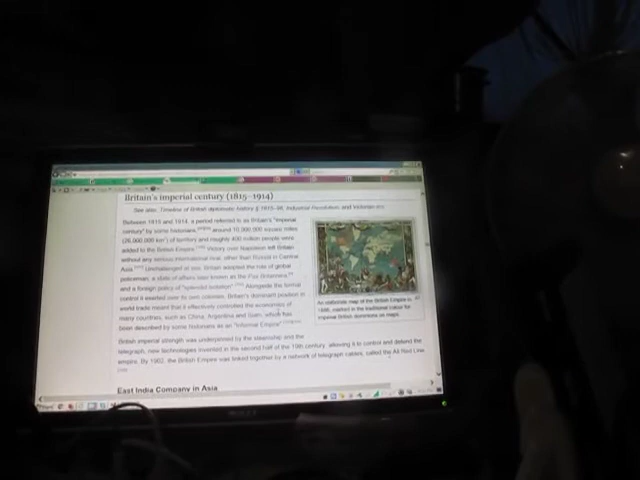 Britain's imperial century (1815–1914)
See also: Timeline of British diplomatic history § 1815–98, Industrial Revolution, and Victorian era
Between 1815 and 1914, a period referred to as Britain's "imperial
century" by some historians, around 10,000,000 square miles
(26,000,000 km²) of territory and roughly 400 million people were
added to the British Empire. Victory over Napoleon left Britain
without any serious international rival, other than Russia in Central
Asia. Unchallenged at sea, Britain adopted the role of global
policeman, a state of affairs later known as the Pax Britannica,
and a foreign policy of "splendid isolation". Alongside the formal
control it exerted over its own colonies, Britain's dominant position in
world trade meant that it effectively controlled the economies of
many countries, such as China, Argentina and Siam, which has
been described by some historians as an "Informal Empire".
An elaborate map of the British Empire in
1886, marked in the traditional colour for
imperial British dominions on maps
British imperial strength was underpinned by the steamship and the
telegraph, new technologies invented in the second half of the 19th century, allowing it to control and defend the
empire. By 1902, the British Empire was linked together by a network of telegraph cables, called the All Red Line.
East India Company in Asia